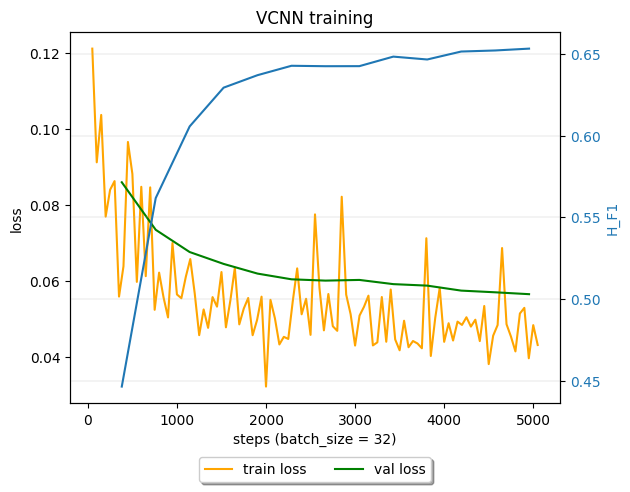 VCNN training
0.12
0.10
0.08
0.06
0.04
loss
0.65
0.60
0.55
0.50
0.45
H_F1
0 1000 2000 3000 4000 5000
steps (batch_size = 32)
train loss val loss